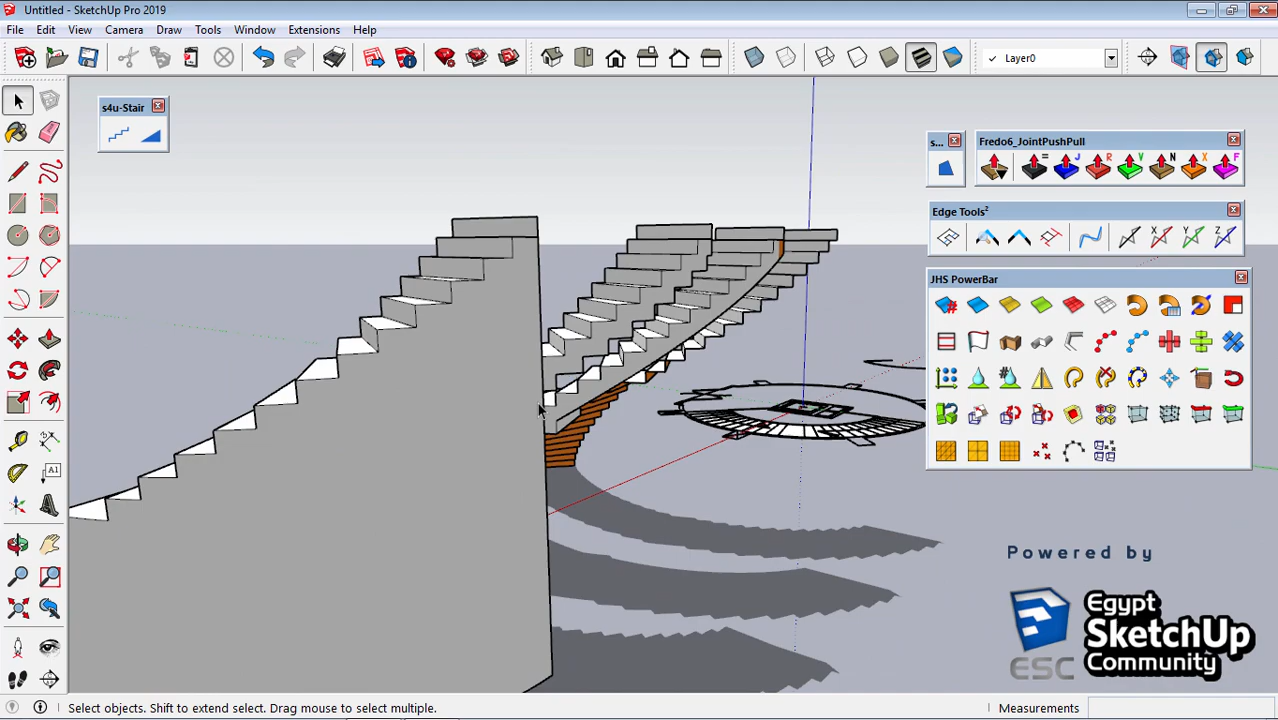 Untitled - SketchUp Pro 2019
File Edit View Camera Draw Tools Window Extensions Help
Layer0
s4u-Stair
s...
Fredo6_JointPushPull
= J R V N X F
Edge Tools²
X Y Z
JHS PowerBar
A1
Powered by
Egypt
SketchUp
Community
ESC
Select objects. Shift to extend select. Drag mouse to select multiple.
Measurements